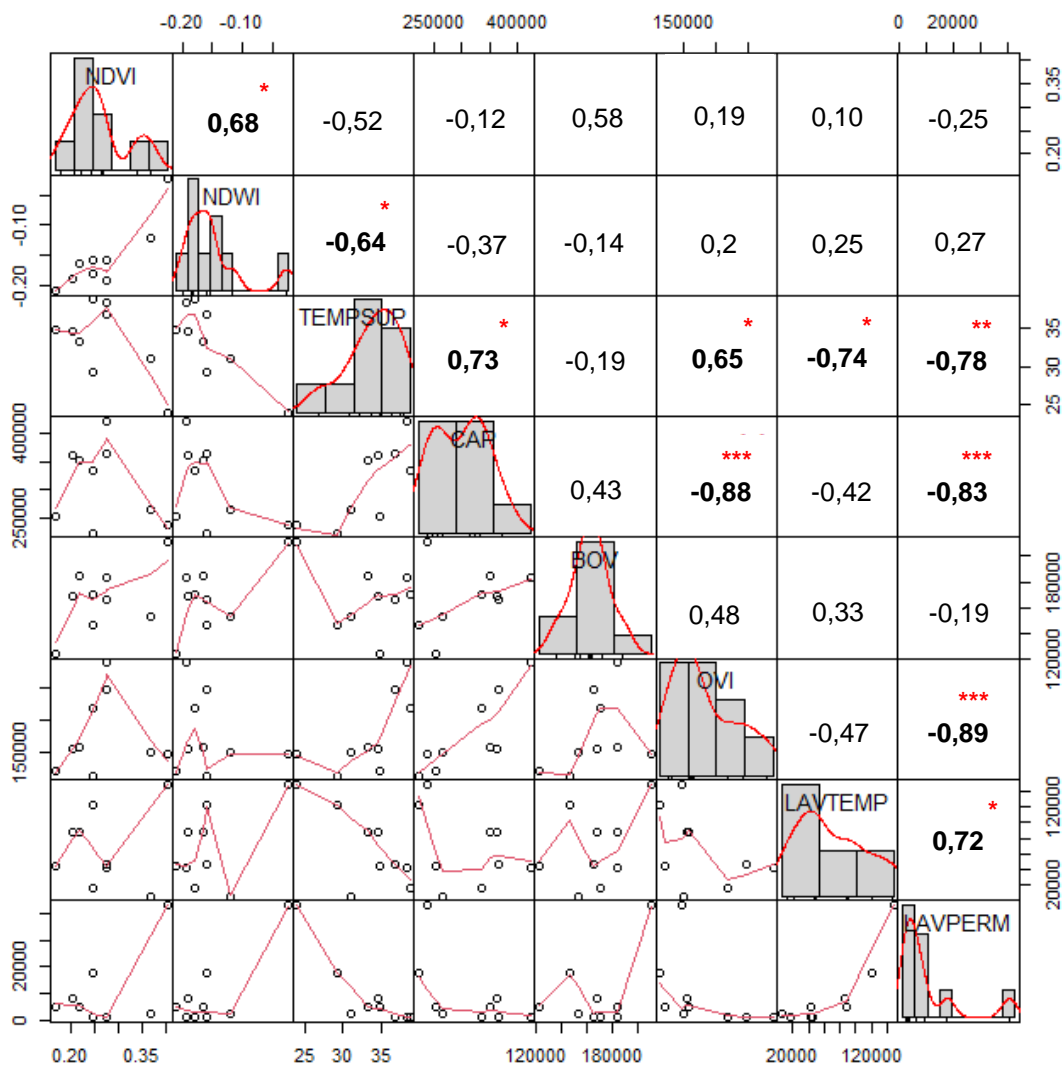 -0.20 -0.10 250000 400000 150000 0 20000
NDVI 0,68 * -0,52 -0,12 0,58 0,19 0,10 -0,25 0.20 0.35
-0.20 -0.10 NDWI -0,64 * -0,37 -0,14 0,2 0,25 0,27
TEMPSUP 0,73 * -0,19 0,65 * -0,74 * -0,78 ** 25 30 35
250000 400000 CAP 0,43 -0,88 *** -0,42 -0,83 ***
BOV 0,48 0,33 -0,19 1200000 1800000
150000 OVI -0,47 -0,89 ***
LAVTEMP 0,72 * 200000 1200000
0 20000 LAVPERM
0.20 0.35 25 30 35 120000 180000 20000 120000